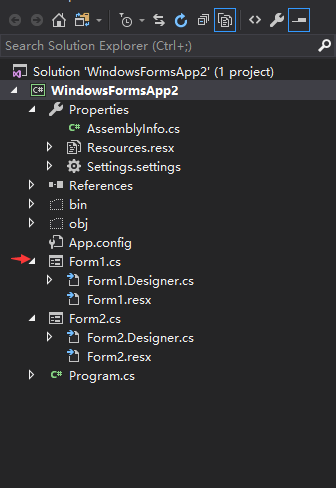 Search Solution Explorer (Ctrl+;)
Solution 'WindowsFormsApp2' (1 project)
C# WindowsFormsApp2
Properties
C# AssemblyInfo.cs
Resources.resx
Settings.settings
References
bin
obj
App.config
Form1.cs
Form1.Designer.cs
Form1.resx
Form2.cs
Form2.Designer.cs
Form2.resx
C# Program.cs